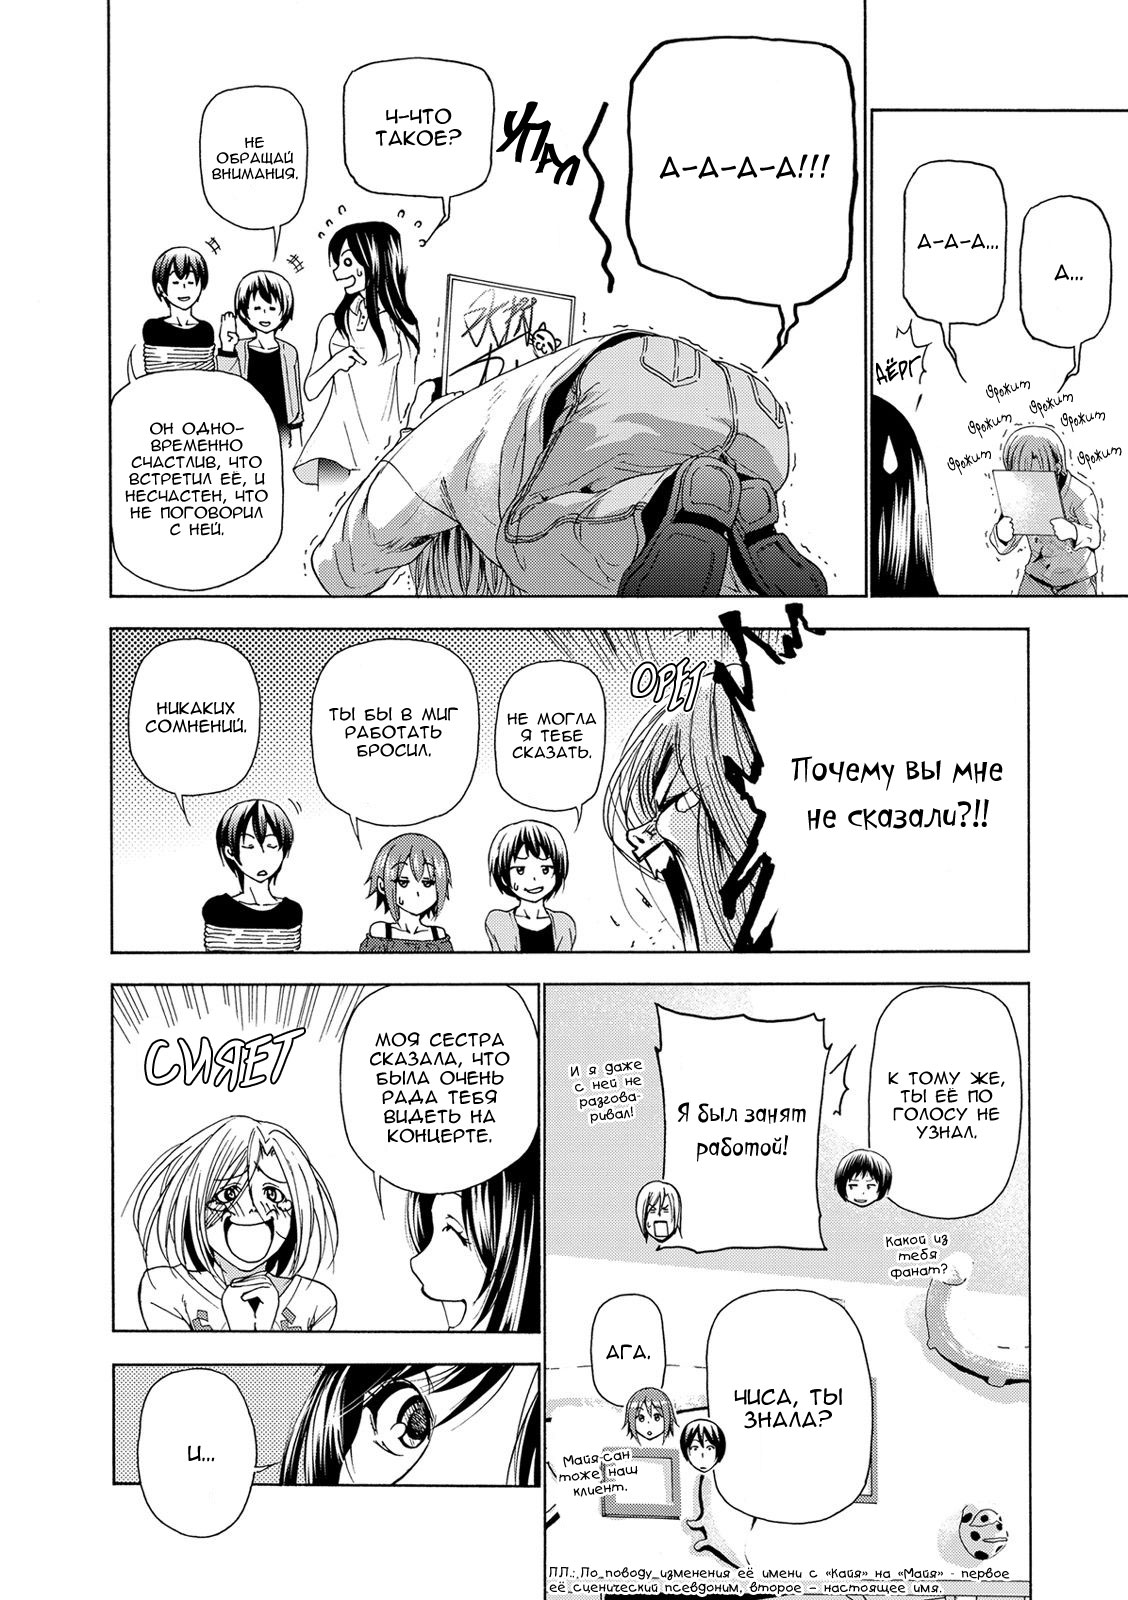 А...
А-А-А...
ДЁРГ
Дрожит
Дрожит
Дрожит
Дрожит
Дрожит
Дрожит
А-А-А-А!!!
УПАЛ
Ч-ЧТО
ТАКОЕ?
НЕ
ОБРАЩАЙ
ВНИМАНИЯ.
ОН ОДНО-
ВРЕМЕННО
СЧАСТЛИВ, ЧТО
ВСТРЕТИЛ ЕЁ, И
НЕСЧАСТЕН, ЧТО
НЕ ПОГОВОРИЛ
С НЕЙ.
Почему вы мне
не сказали?!!
ОРЁТ
НЕ МОГЛА
Я ТЕБЕ
СКАЗАТЬ.
ТЫ БЫ В МИГ
РАБОТАТЬ
БРОСИЛ.
НИКАКИХ
СОМНЕНИЙ.
К ТОМУ ЖЕ,
ТЫ ЕЁ ПО
ГОЛОСУ НЕ
УЗНАЛ.
Какой из
тебя
фанат?
Я был занят
работой!
И я даже
с ней не
разгова-
ривал!
ЧИСА, ТЫ
ЗНАЛА?
АГА.
Майя-сан
тоже наш
клиент.
П.П.: По поводу изменения её имени с «Кайя» на «Майя» - первое
её сценический псевдоним, второе – настоящее имя.
МОЯ СЕСТРА
СКАЗАЛА, ЧТО
БЫЛА ОЧЕНЬ
РАДА ТЕБЯ
ВИДЕТЬ НА
КОНЦЕРТЕ.
СИЯЕТ
И...